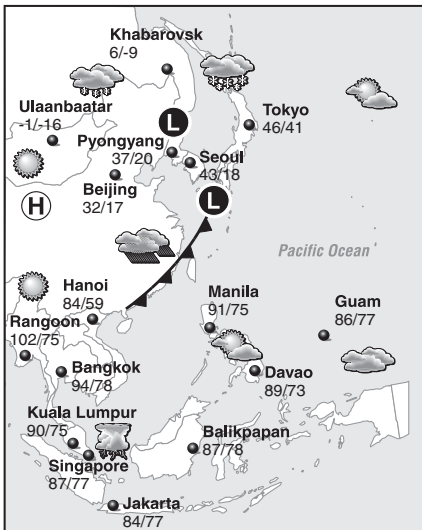 Khabarovsk
6/-9
Ulaanbaatar
-1/-16
L
Tokyo
46/41
Pyongyang
37/20
Seoul
43/18
Beijing
32/17
H
L
Pacific Ocean
Hanoi
84/59
Manila
91/75
Guam
86/77
Rangoon
102/75
Bangkok
94/78
Davao
89/73
Kuala Lumpur
90/75
Balikpapan
87/78
Singapore
87/77
Jakarta
84/77